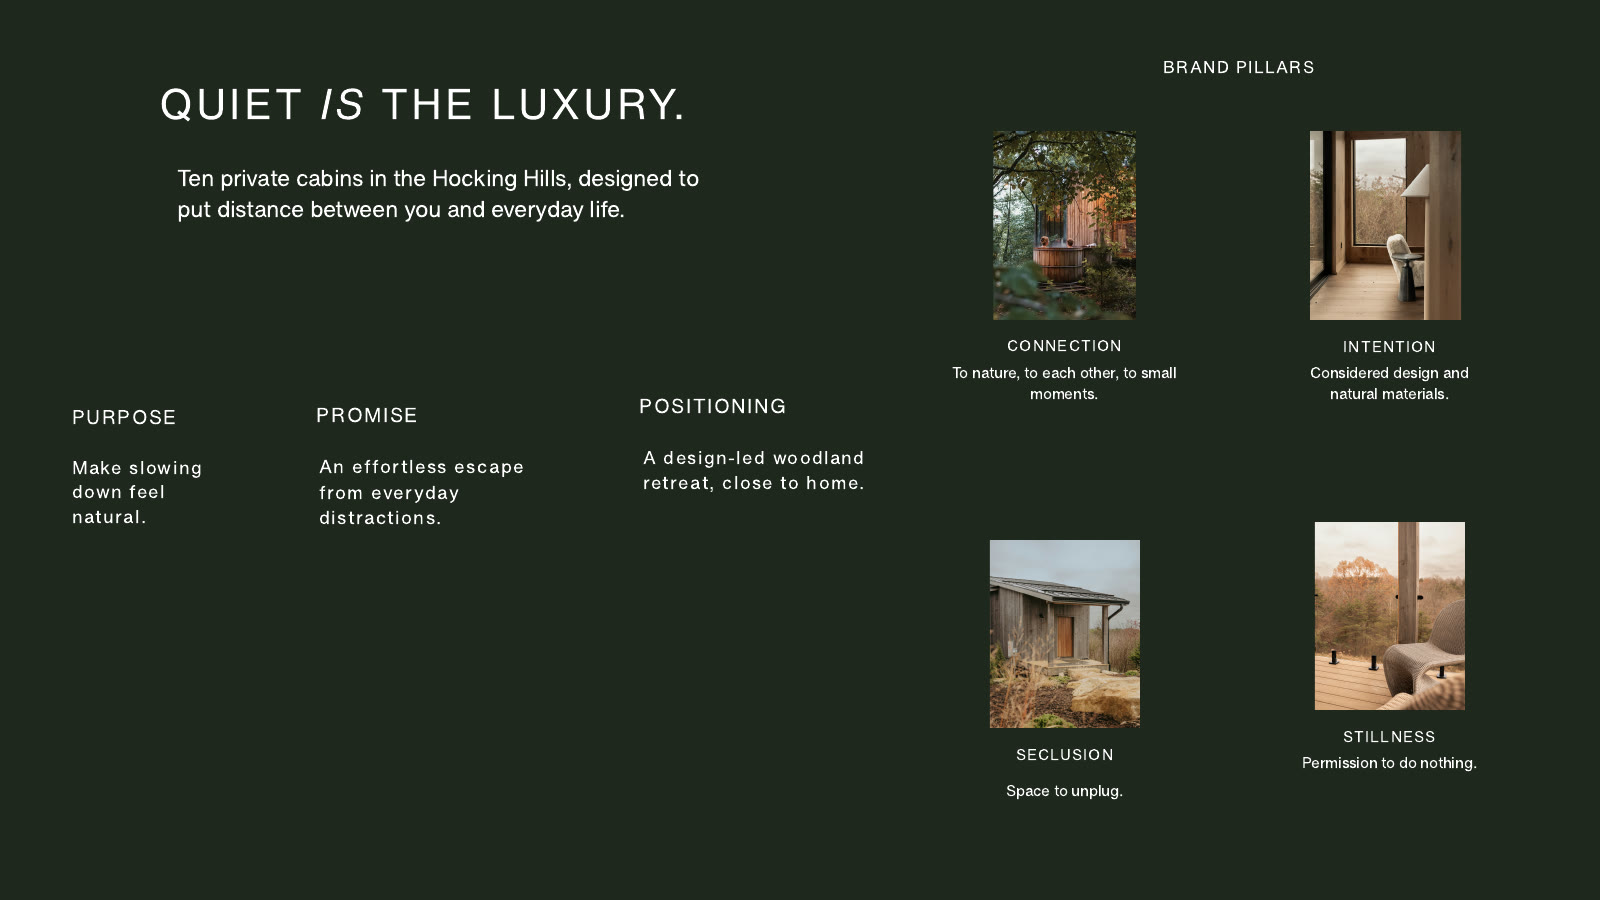 QUIET IS THE LUXURY.
Ten private cabins in the Hocking Hills, designed to
put distance between you and everyday life.
PURPOSE
Make slowing
down feel
natural.
PROMISE
An effortless escape
from everyday
distractions.
POSITIONING
A design-led woodland
retreat, close to home.
BRAND PILLARS
CONNECTION
To nature, to each other, to small
moments.
INTENTION
Considered design and
natural materials.
SECLUSION
Space to unplug.
STILLNESS
Permission to do nothing.